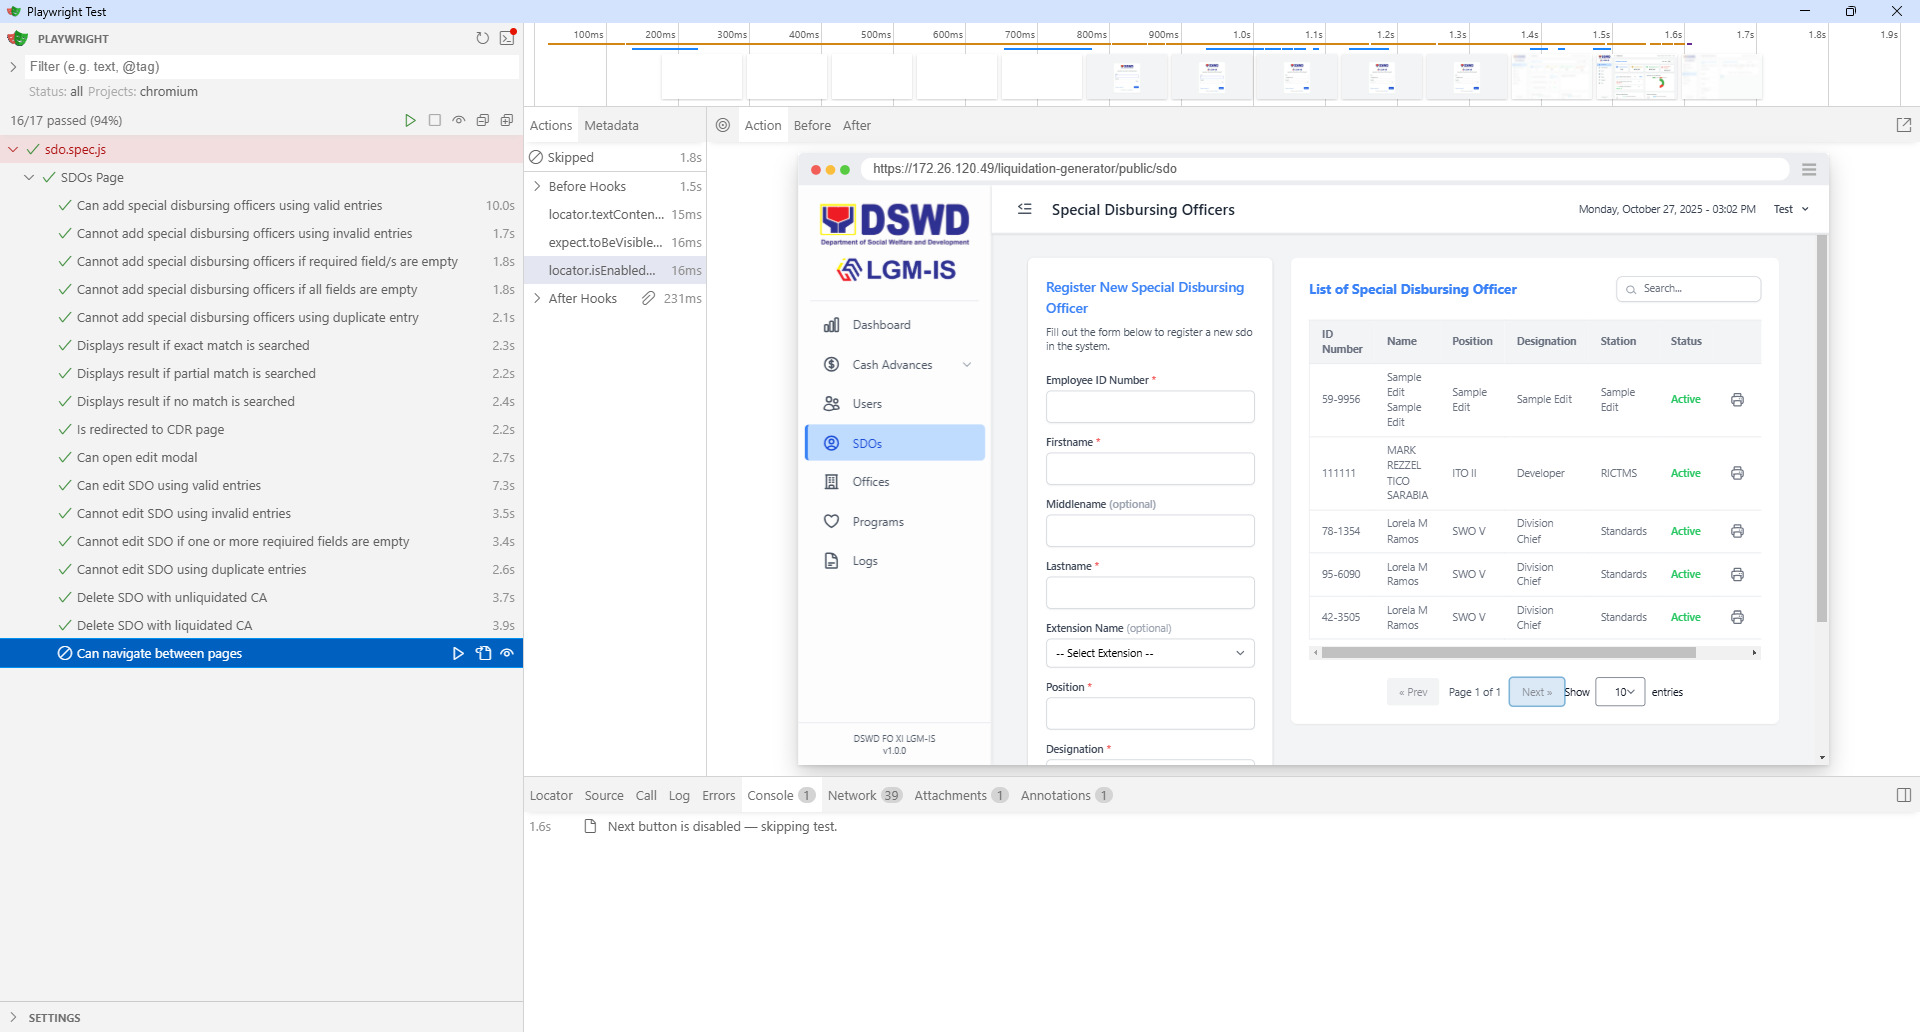 Playwright Test
PLAYWRIGHT
Filter (e.g. text, @tag)
Status: all Projects: chromium
16/17 passed (94%)
sdo.spec.js
SDOs Page
Can add special disbursing officers using valid entries 10.0s
Cannot add special disbursing officers using invalid entries 1.7s
Cannot add special disbursing officers if required field/s are empty 1.8s
Cannot add special disbursing officers if all fields are empty 1.8s
Cannot add special disbursing officers using duplicate entry 2.1s
Displays result if exact match is searched 2.3s
Displays result if partial match is searched 2.2s
Displays result if no match is searched 2.4s
Is redirected to CDR page 2.2s
Can open edit modal 2.7s
Can edit SDO using valid entries 7.3s
Cannot edit SDO using invalid entries 3.5s
Cannot edit SDO if one or more reqiuired fields are empty 3.4s
Cannot edit SDO using duplicate entries 2.6s
Delete SDO with unliquidated CA 3.7s
Delete SDO with liquidated CA 3.9s
Can navigate between pages
SETTINGS
100ms 200ms 300ms 400ms 500ms 600ms 700ms 800ms 900ms 1.0s 1.1s 1.2s 1.3s 1.4s 1.5s 1.6s 1.7s 1.8s 1.9s
Actions Metadata
Skipped 1.8s
Before Hooks 1.5s
locator.textConten... 15ms
expect.toBeVisible... 16ms
locator.isEnabled... 16ms
After Hooks 231ms
Action Before After
https://172.26.120.49/liquidation-generator/public/sdo
DSWD
Department of Social Welfare and Development
LGM-IS
Dashboard
Cash Advances
Users
SDOs
Offices
Programs
Logs
DSWD FO XI LGM-IS
v1.0.0
Special Disbursing Officers
Monday, October 27, 2025 - 03:02 PM Test
Register New Special Disbursing
Officer
Fill out the form below to register a new sdo
in the system.
Employee ID Number *
Firstname *
Middlename (optional)
Lastname *
Extension Name (optional)
-- Select Extension --
Position *
Designation *
List of Special Disbursing Officer
Search...
ID Number Name Position Designation Station Status
59-9956 Sample Edit Sample Edit Sample Edit Sample Edit Sample Edit Active
111111 MARK REZZEL TICO SARABIA ITO II Developer RICTMS Active
78-1354 Lorela M Ramos SWO V Division Chief Standards Active
95-6090 Lorela M Ramos SWO V Division Chief Standards Active
42-3505 Lorela M Ramos SWO V Division Chief Standards Active
« Prev Page 1 of 1 Next » Show 10 entries
Locator Source Call Log Errors Console 1 Network 39 Attachments 1 Annotations 1
1.6s Next button is disabled — skipping test.